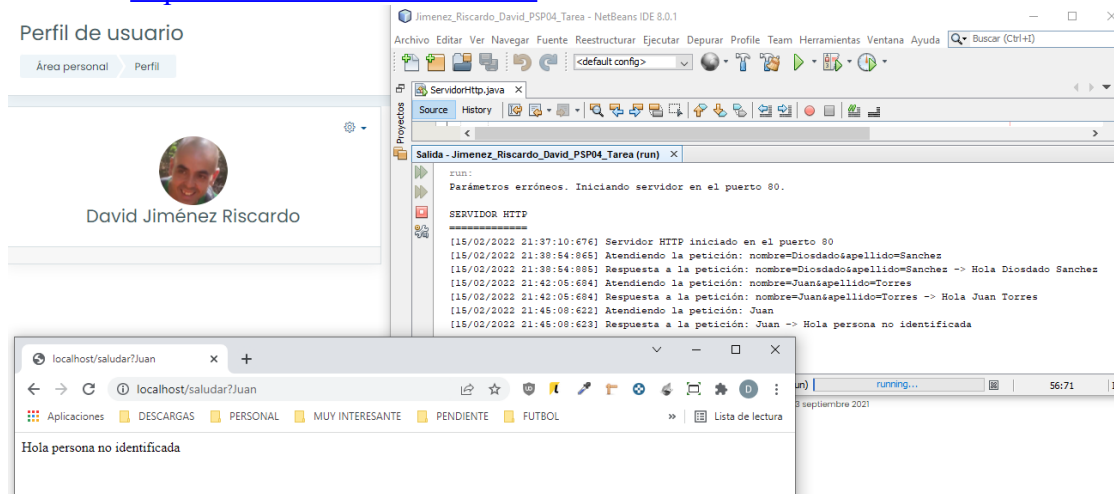 Perfil de usuario
Área personal
Perfil
David Jiménez Riscardo
Jimenez_Riscardo_David_PSP04_Tarea - NetBeans IDE 8.0.1
Archivo Editar Ver Navegar Fuente Reestructurar Ejecutar Depurar Profile Team Herramientas Ventana Ayuda
Buscar (Ctrl+I)
<default config>
ServidorHttp.java
Proyectos
Source History
Salida - Jimenez_Riscardo_David_PSP04_Tarea (run)
run:
Parámetros erróneos. Iniciando servidor en el puerto 80.
SERVIDOR HTTP
=============
[15/02/2022 21:37:10:676] Servidor HTTP iniciado en el puerto 80
[15/02/2022 21:38:54:865] Atendiendo la petición: nombre=Diosdado&apellido=Sanchez
[15/02/2022 21:38:54:885] Respuesta a la petición: nombre=Diosdado&apellido=Sanchez -> Hola Diosdado Sanchez
[15/02/2022 21:42:05:684] Atendiendo la petición: nombre=Juan&apellido=Torres
[15/02/2022 21:42:05:684] Respuesta a la petición: nombre=Juan&apellido=Torres -> Hola Juan Torres
[15/02/2022 21:45:08:622] Atendiendo la petición: Juan
[15/02/2022 21:45:08:623] Respuesta a la petición: Juan -> Hola persona no identificada
un)
running...
56:71
3 septiembre 2021
localhost/saludar?Juan
localhost/saludar?Juan
D
Aplicaciones DESCARGAS PERSONAL MUY INTERESANTE PENDIENTE FUTBOL » Lista de lectura
Hola persona no identificada